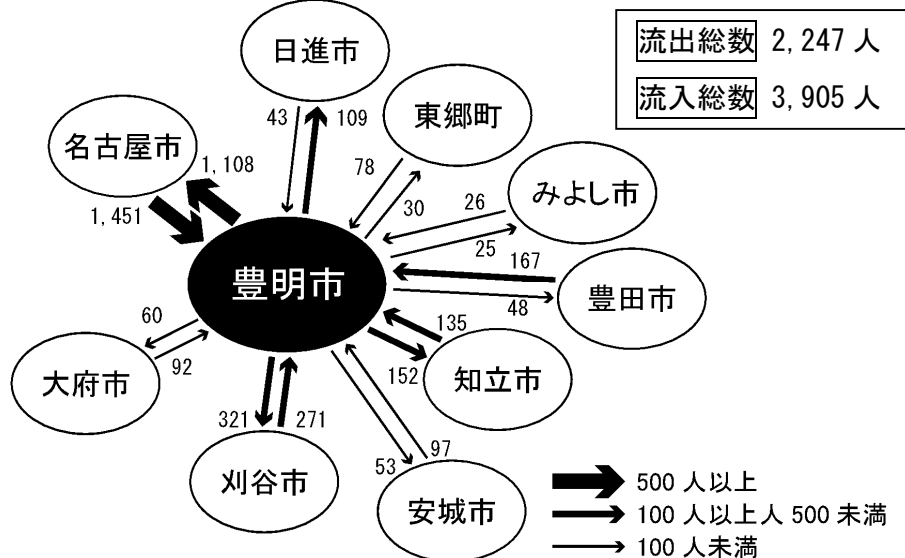 日進市
流出総数 2,247 人
流入総数 3,905 人
43
109
東郷町
名古屋市
1,108
78
1,451
30
26
みよし市
25
167
豊明市
48
豊田市
60
135
92
152
大府市
知立市
321
271
97
53
刈谷市
安城市
500 人以上
100 人以上人 500 未満
100 人未満